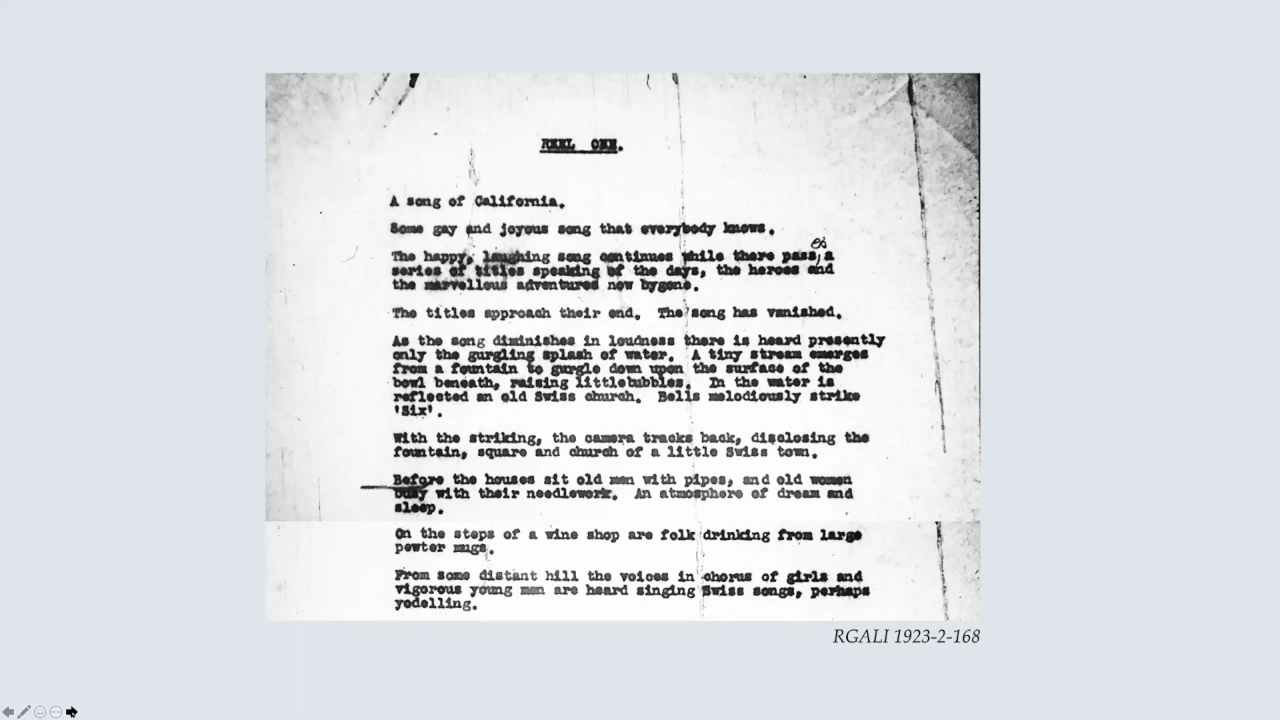 REEL ONE.
A song of California.
Some gay and joyous song that everybody knows.
es
The happy, laughing song continues while there pass, a
series of titles speaking of the days, the heroes and
the marvellous adventures now bygone.
The titles approach their end. The song has vanished.
As the song diminishes in loudness there is heard presently
only the gurgling splash of water. A tiny stream emerges
from a fountain to gurgle down upon the surface of the
bowl beneath, raising littlebubbles. In the water is
reflected an old Swiss church. Bells melodiously strike
'Six'.
With the striking, the camera tracks back, disclosing the
fountain, square and church of a little Swiss town.
Before the houses sit old men with pipes, and old women
busy with their needlework. An atmosphere of dream and
sleep.
On the steps of a wine shop are folk drinking from large
pewter mugs.
From some distant hill the voices in chorus of girls and
vigorous young men are heard singing Swiss songs, perhaps
yodelling.
RGALI 1923-2-168